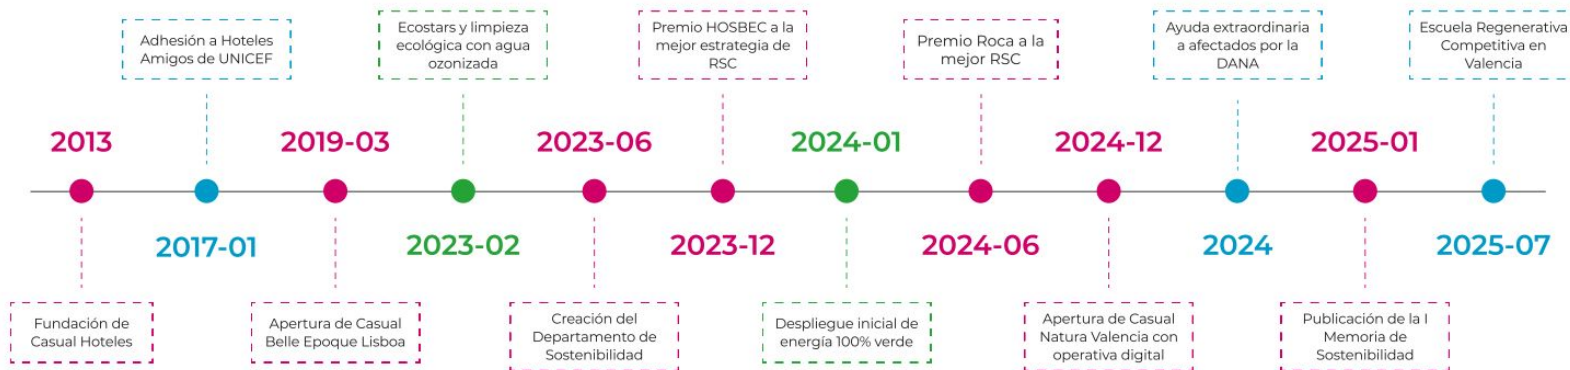 Adhesión a Hoteles
Amigos de UNICEF
Ecostars y limpieza
ecológica con agua
ozonizada
Premio HOSBEC a la
mejor estrategia de
RSC
Premio Roca a la
mejor RSC
Ayuda extraordinaria
a afectados por la
DANA
Escuela Regenerativa
Competitiva en
Valencia
2013
2019-03
2023-06
2024-01
2024-12
2025-01
2017-01
2023-02
2023-12
2024-06
2024
2025-07
Fundación de
Casual Hoteles
Apertura de Casual
Belle Epoque Lisboa
Creación del
Departamento de
Sostenibilidad
Despliegue inicial de
energía 100% verde
Apertura de Casual
Natura Valencia con
operativa digital
Publicación de la I
Memoria de
Sostenibilidad